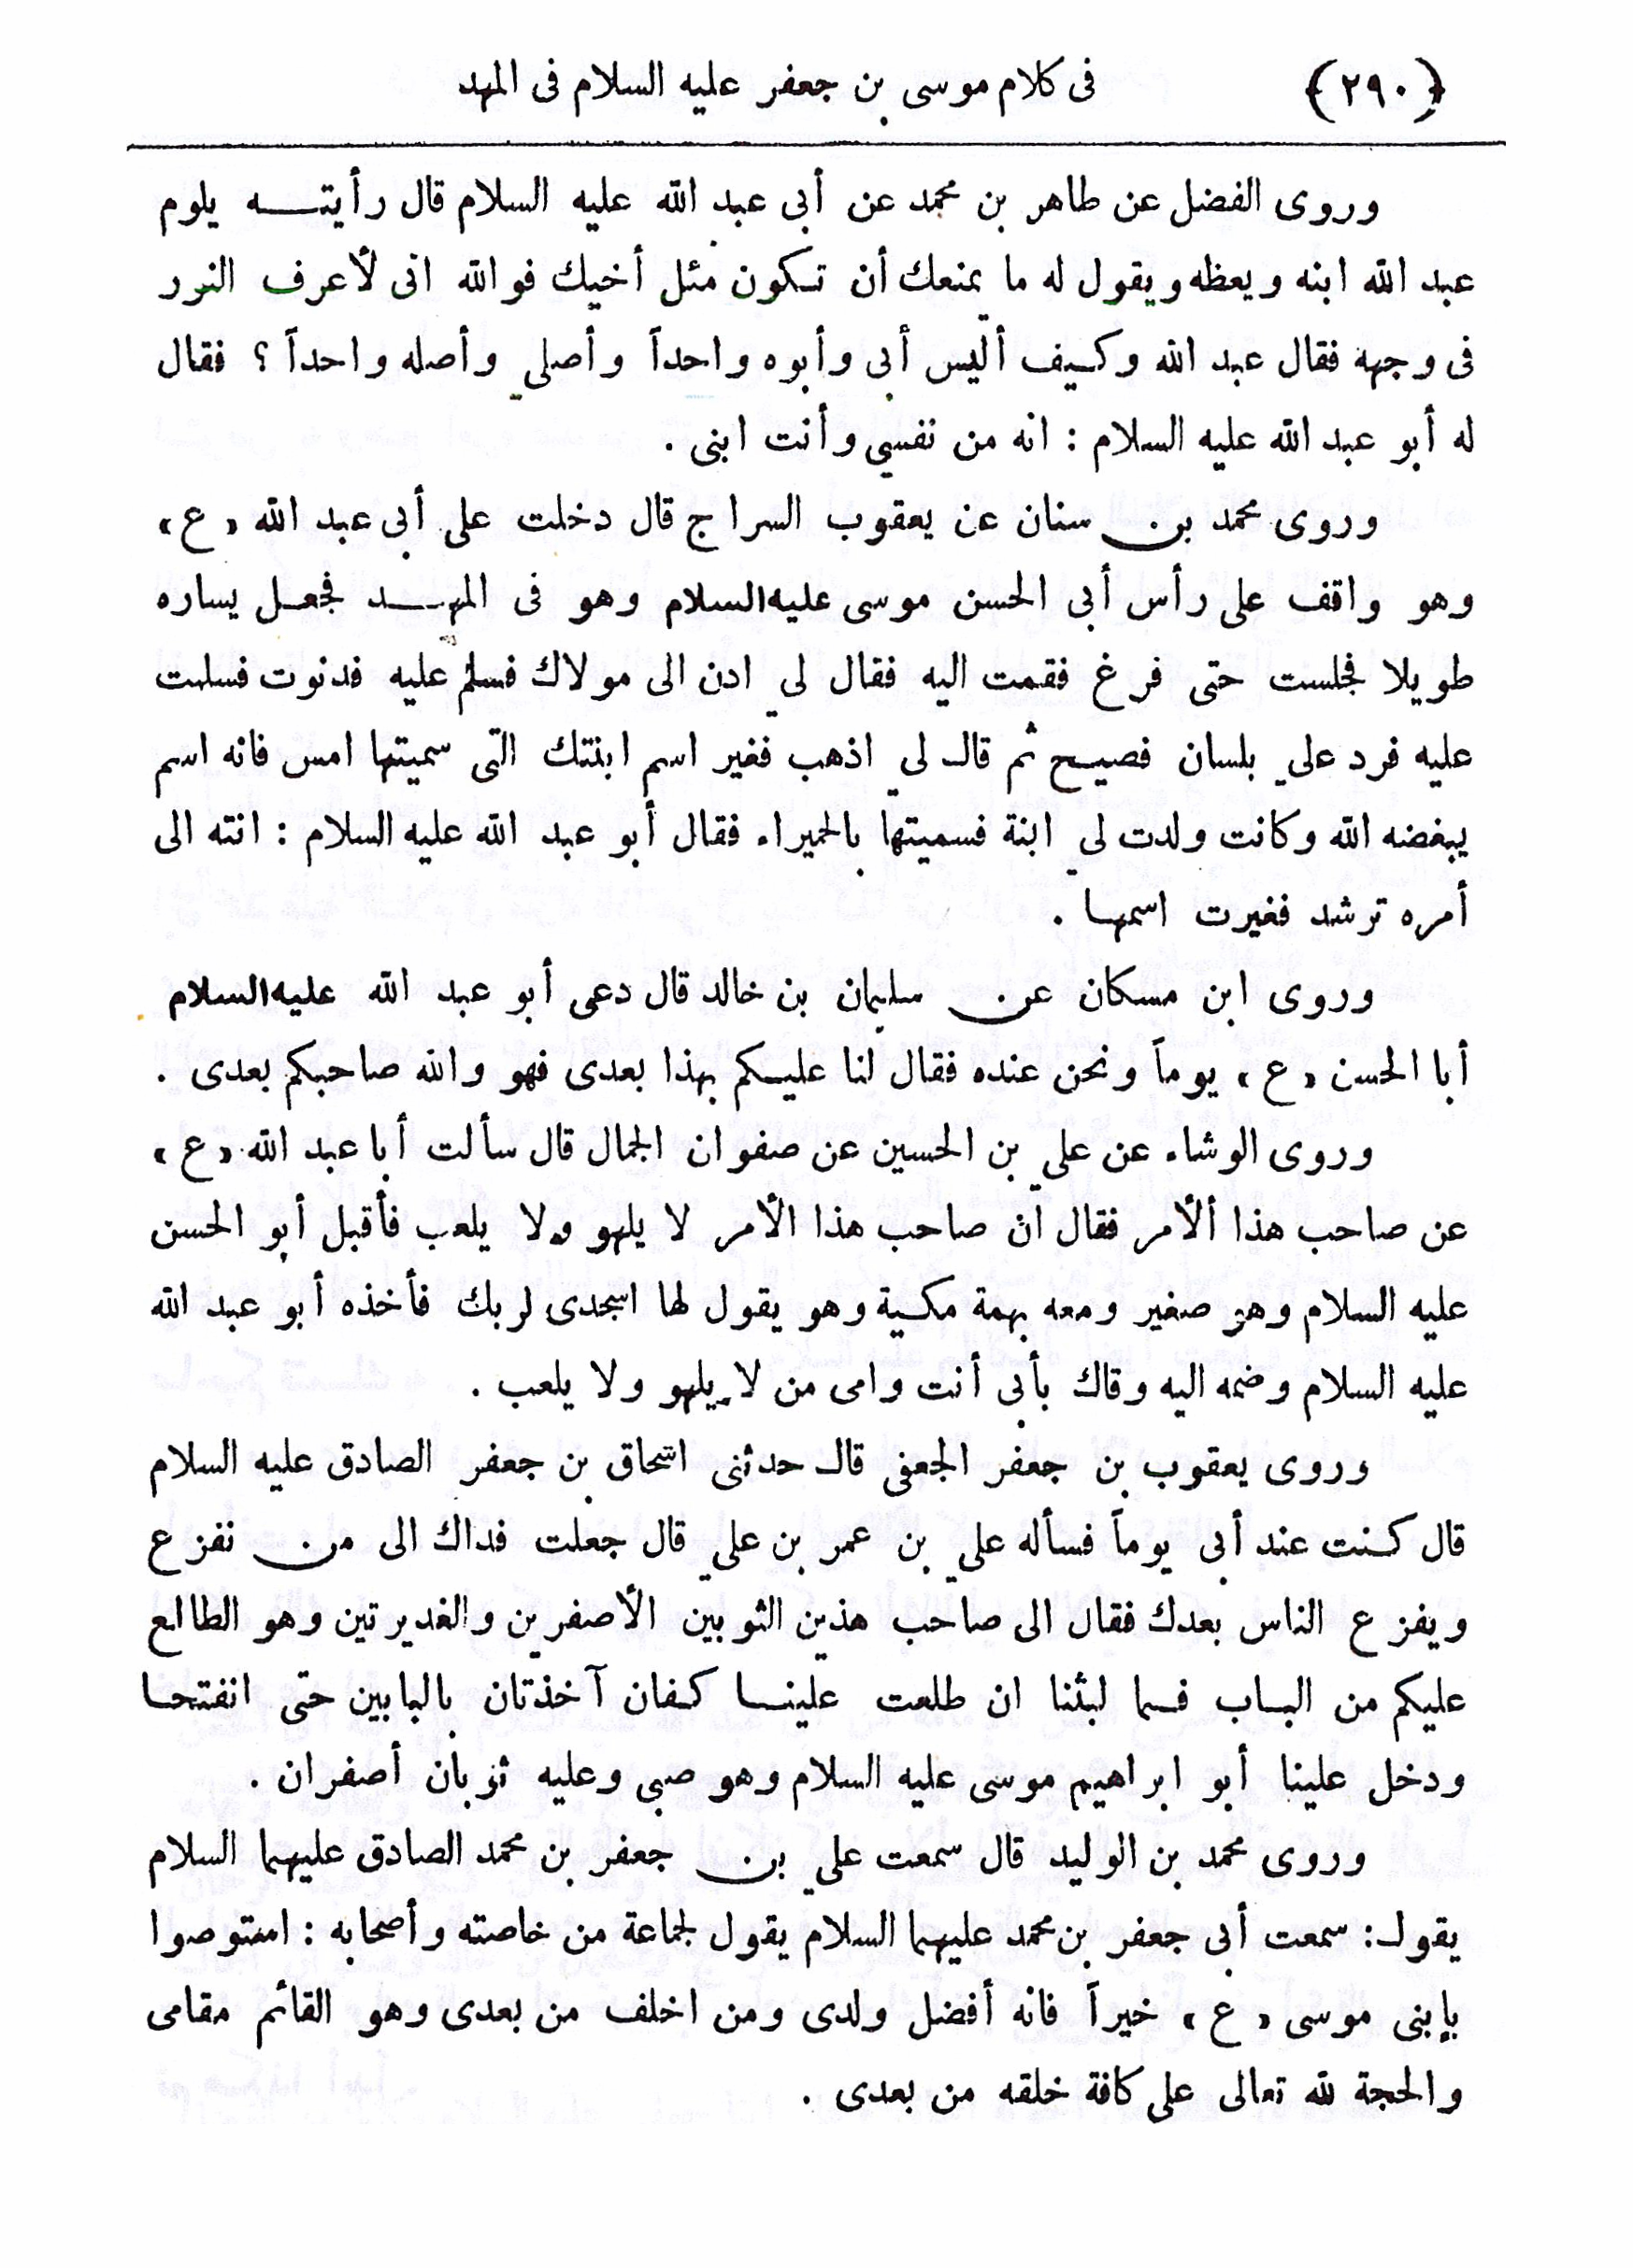 ﴿٢٩٠﴾ فى كلام موسى بن جعفر عليه السلام فى المهد
وروى الفضل عن طاهر بن محمد عن أبى عبد الله عليه السلام قال رأيته يلوم
عبد الله ابنه ويعظه ويقول له ما يمنعك أن تكون مثل أخيك فوالله انى لأعرف النور
فى وجهه فقال عبد الله وكيف أليس أبى وأبوه واحداً وأصلي وأصله واحداً ؟ فقال
له أبو عبد الله عليه السلام : انه من نفسي وأنت ابنى .
وروى محمد بن سنان عن يعقوب السراج قال دخلت على أبى عبد الله «ع»
وهو واقف على رأس أبى الحسن موسى عليه السلام وهو فى المهد فجعل يساره
طويلا فجلست حتى فرغ فقمت اليه فقال لي ادن الى مولاك فسلم عليه فدنوت فسلمت
عليه فرد علي بلسان فصيح ثم قال لي اذهب فغير اسم ابنتك التى سميتها امس فانه اسم
يبغضه الله وكانت ولدت لي ابنة فسميتها بالحميراء فقال أبو عبد الله عليه السلام : انته الى
أمره ترشد فغيرت اسمها .
وروى ابن مسكان عن سليمان بن خالد قال دعى أبو عبد الله عليه السلام
أبا الحسن «ع» يوماً ونحن عنده فقال لنا عليكم بهذا بعدى فهو والله صاحبكم بعدى .
وروى الوشاء عن علي بن الحسين عن صفوان الجمال قال سألت أبا عبد الله «ع»
عن صاحب هذا ألأمر فقال ان صاحب هذا الأمر لا يلهو ولا يلعب فأقبل أبو الحسن
عليه السلام وهو صغير ومعه بهمة مكية وهو يقول لها اسجدى لربك فأخذه أبو عبد الله
عليه السلام وضمه اليه وقاك بأبى أنت وامى من لا يلهو ولا يلعب .
وروى يعقوب بن جعفر الجعفى قال حدثنى اسحاق بن جعفر الصادق عليه السلام
قال كنت عند أبى يوماً فسأله علي بن عمر بن علي قال جعلت فداك الى من نفزع
ويفزع الناس بعدك فقال الى صاحب هذين الثوبين الأصفرين والغديرتين وهو الطالع
عليكم من الباب فما لبثنا ان طلعت علينا كفان آخذتان بالبابين حتى انفتحا
ودخل علينا أبو ابراهيم موسى عليه السلام وهو صبى وعليه ثوبان أصفران .
وروى محمد بن الوليد قال سمعت علي بن جعفر بن محمد الصادق عليهما السلام
يقول: سمعت أبى جعفر بن محمد عليهما السلام يقول لجماعة من خاصته وأصحابه : استوصوا
بإبنى موسى «ع» خيراً فانه أفضل ولدى ومن اخلف من بعدى وهو القائم مقامى
والحجة لله تعالى على كافة خلقه من بعدى .